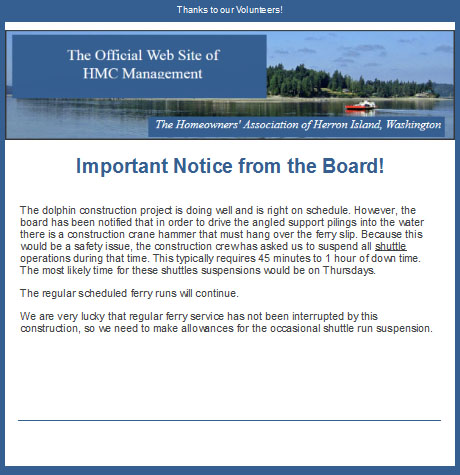 Thanks to our Volunteers!
The Official Web Site of
HMC Management
The Homeowners' Association of Herron Island, Washington
Important Notice from the Board!
The dolphin construction project is doing well and is right on schedule. However, the
board has been notified that in order to drive the angled support pilings into the water
there is a construction crane hammer that must hang over the ferry slip. Because this
would be a safety issue, the construction crew has asked us to suspend all shuttle
operations during that time. This typically requires 45 minutes to 1 hour of down time.
The most likely time for these shuttles suspensions would be on Thursdays.
The regular scheduled ferry runs will continue.
We are very lucky that regular ferry service has not been interrupted by this
construction, so we need to make allowances for the occasional shuttle run suspension.